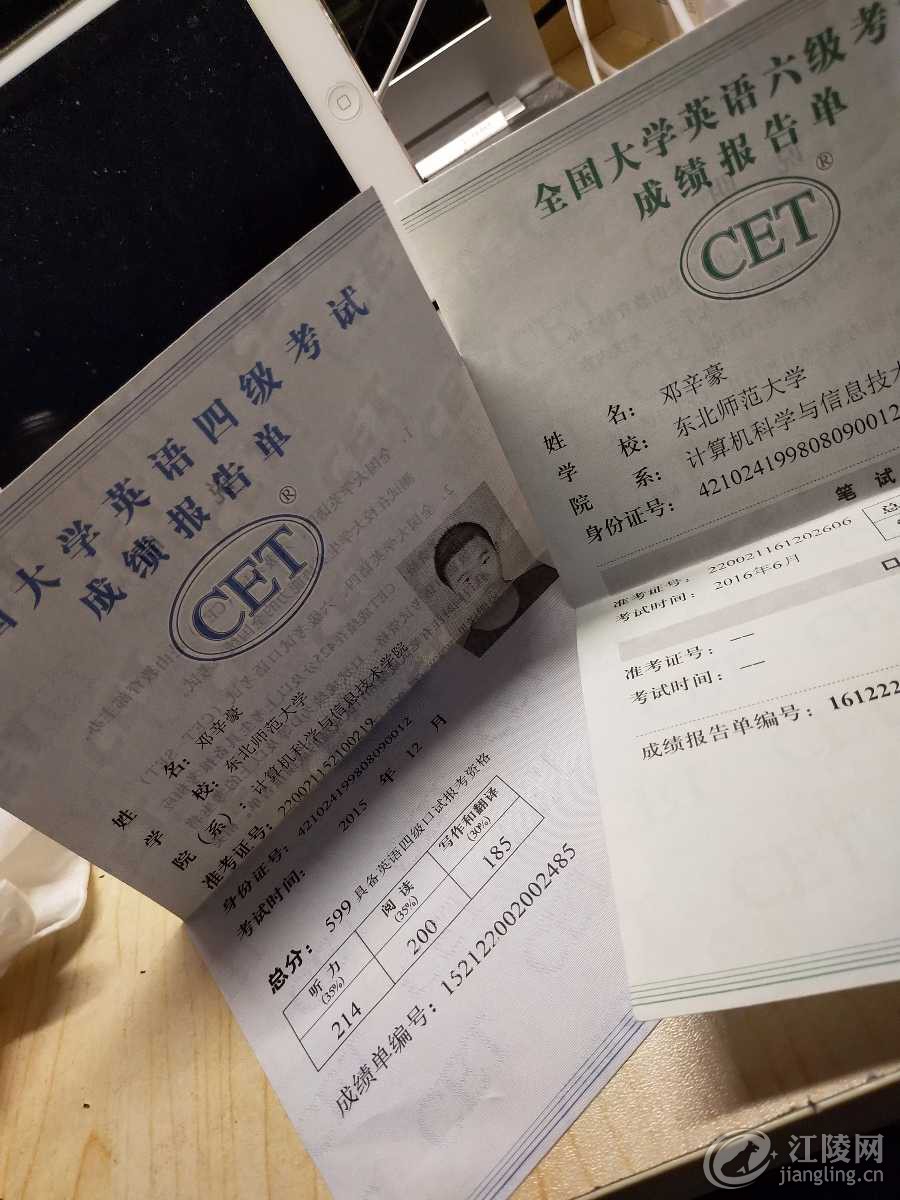 国大学英语四级考试
成绩报告单
CET®
姓 名：邓辛豪
学 校：东北师范大学
院（系）：计算机科学与信息技术学院
准考证号：220021152100219
身份证号：421024199808090012
考试时间：2015 年 12 月
总分：599 具备英语四级口试报考资格
听 力 (35%)
阅 读 (35%)
写作和翻译 (30%)
214
200
185
成绩单编号：152122002002485
全国大学英语六级考
成绩报告单
CET®
姓 名：邓辛豪
学 校：东北师范大学
院 系：计算机科学与信息技术
身份证号：421024199808090012
笔 试
准考证号：220021161202606
考试时间：2016年6月
准考证号：—
考试时间：—
成绩报告单编号：161222
江陵网
jiangling.cn